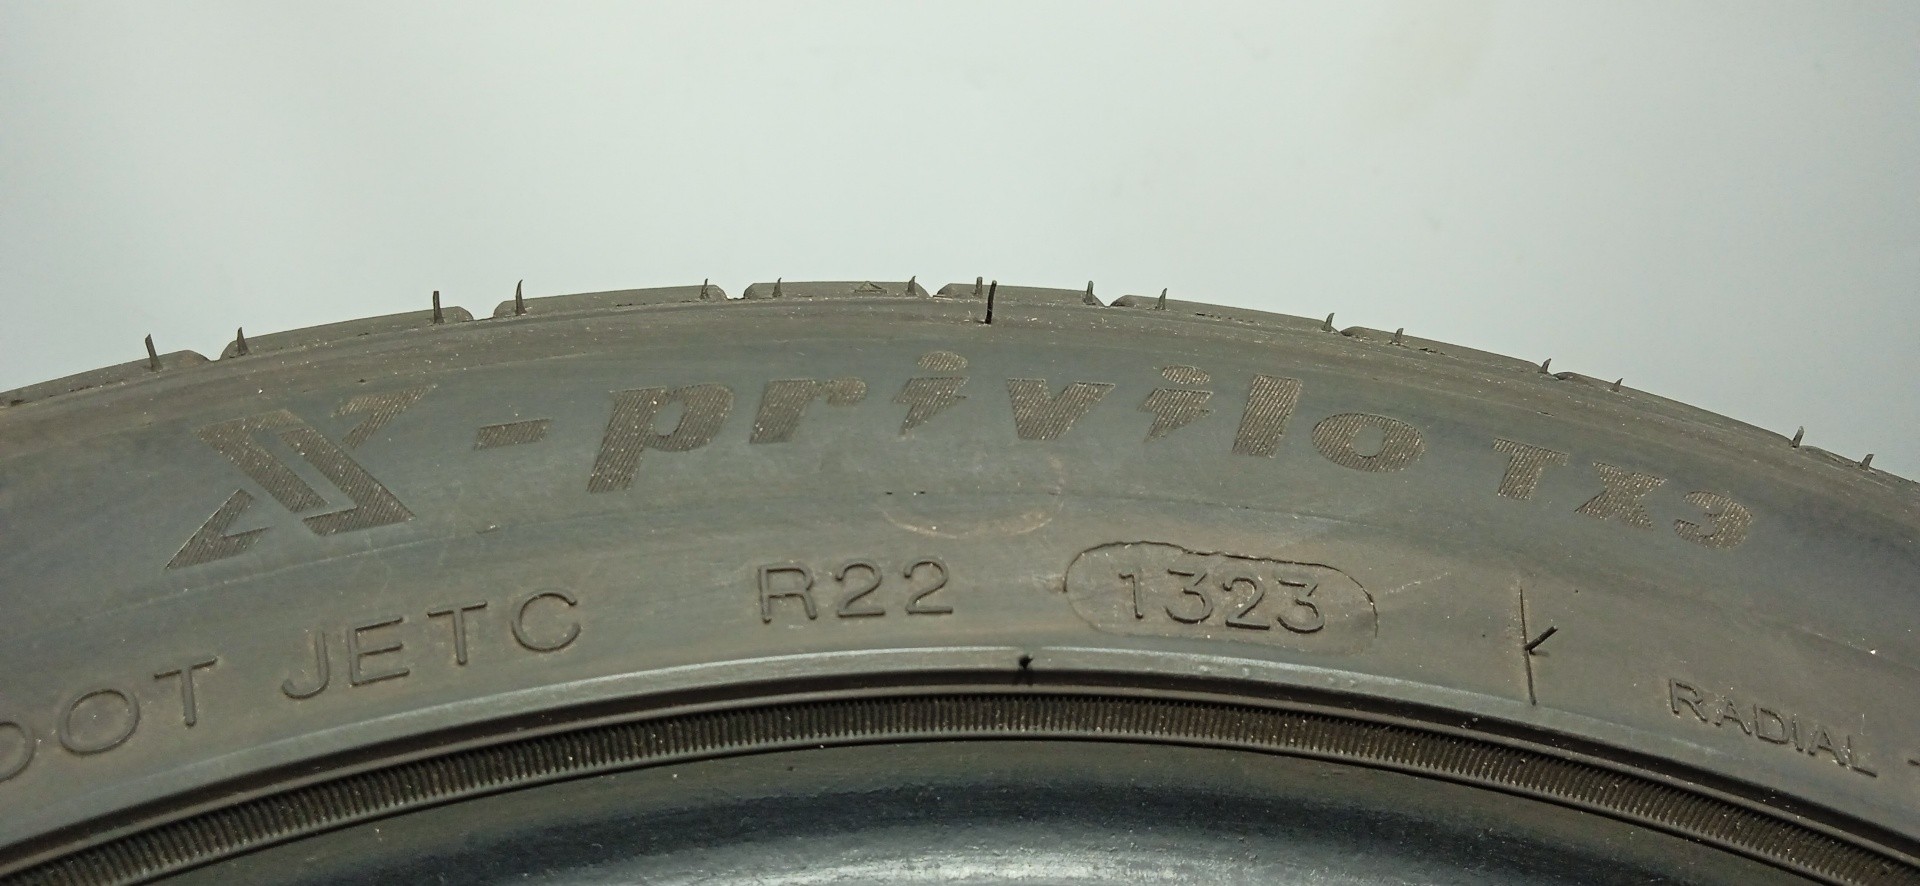 X-privilo TX3
DOT JETC R22 1323
RADIAL